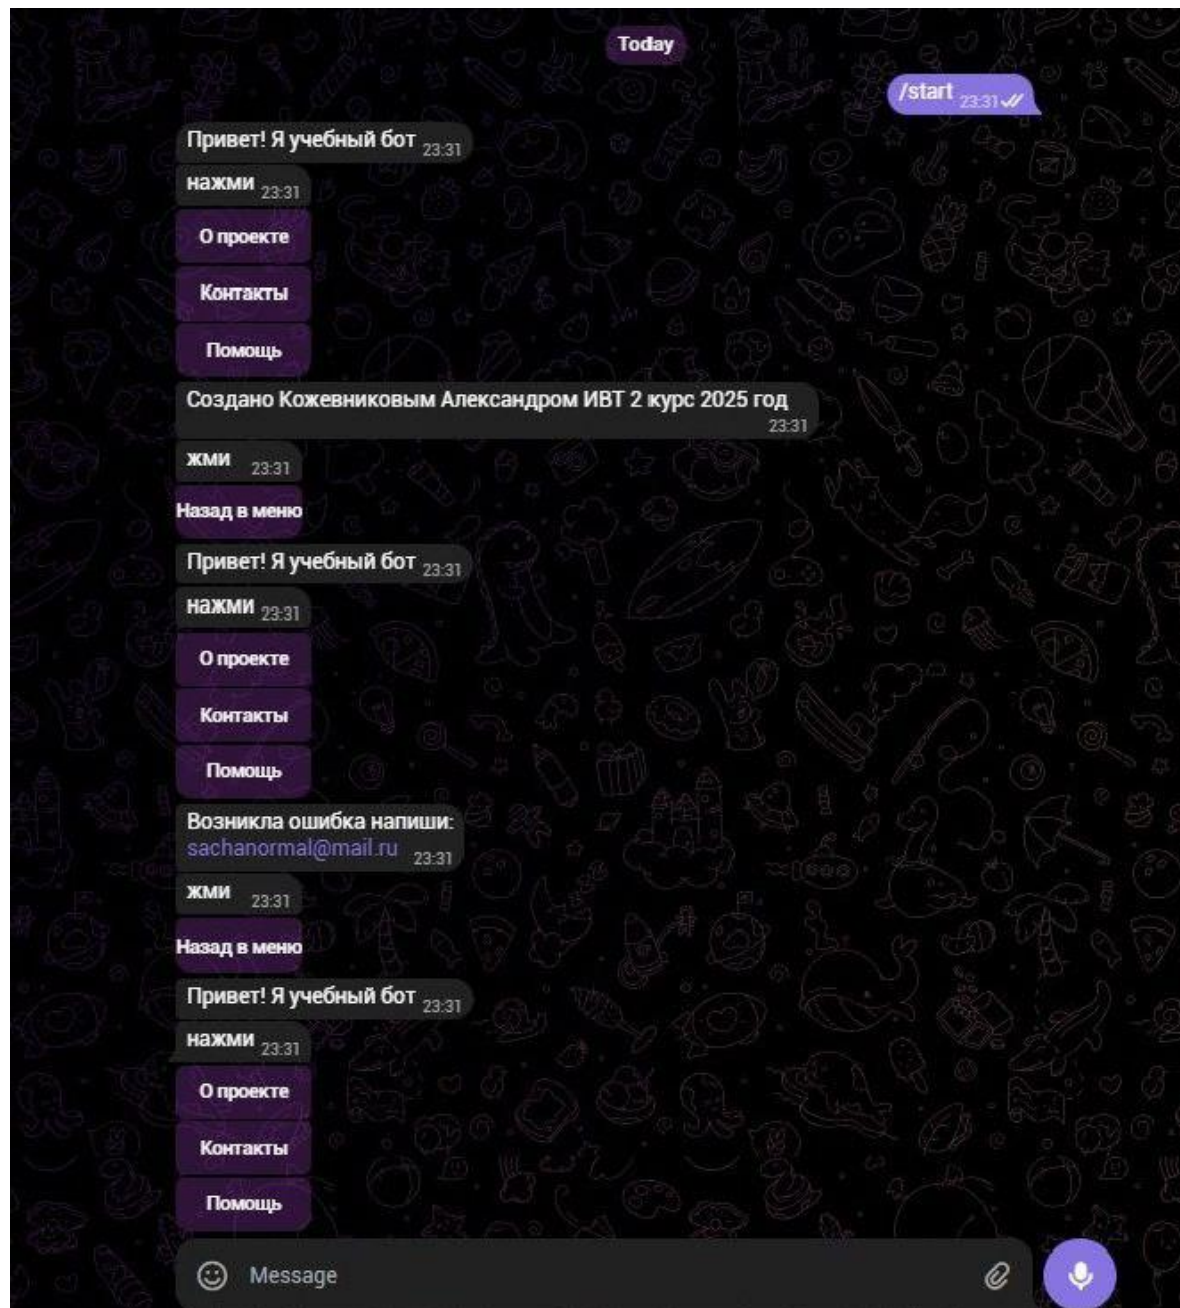 Today
/start 23:31
Привет! Я учебный бот 23:31
нажми 23:31
О проекте
Контакты
Помощь
Создано Кожевниковым Александром ИВТ 2 курс 2025 год
23:31
жми 23:31
Назад в меню
Привет! Я учебный бот 23:31
нажми 23:31
О проекте
Контакты
Помощь
Возникла ошибка напиши:
sachanormal@mail.ru 23:31
жми 23:31
Назад в меню
Привет! Я учебный бот 23:31
нажми 23:31
О проекте
Контакты
Помощь
Message